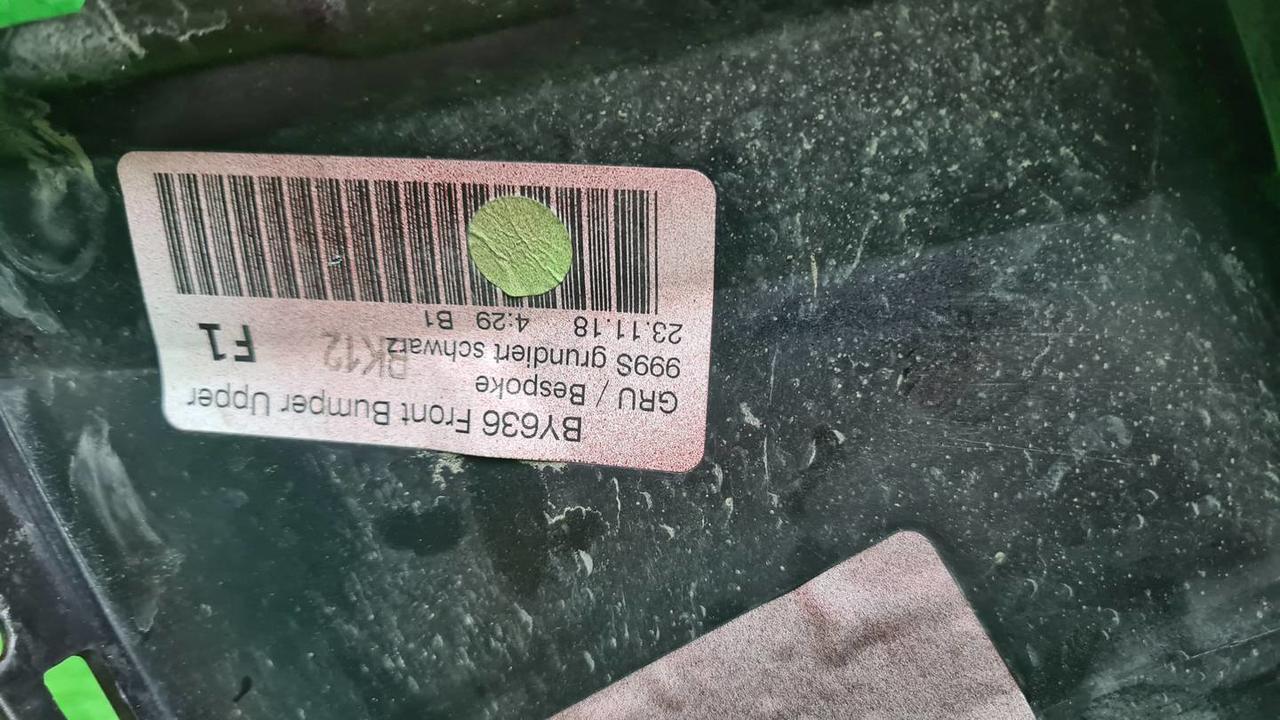 BY636 Front Bumper Upper
GRU / Bespoke
999S grundiert schwarz
BK12
F1
23.11.18 4:29 B1